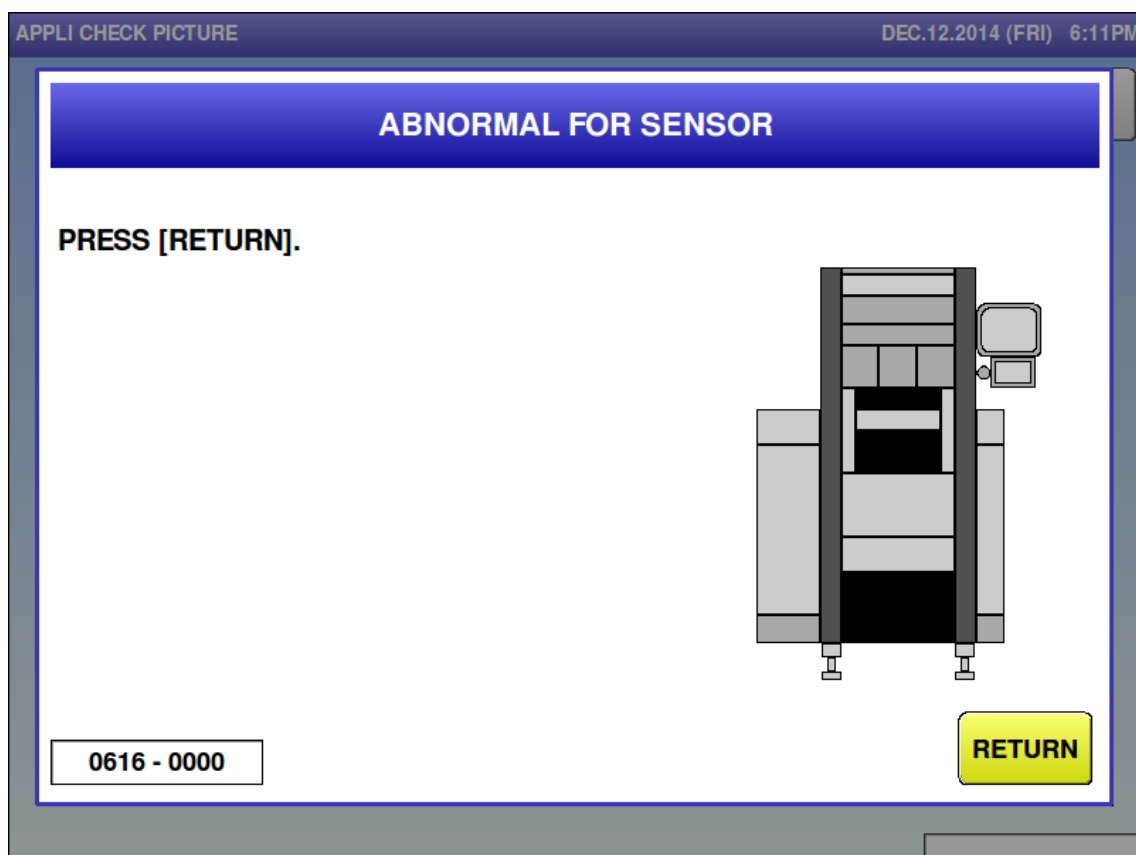 APPLI CHECK PICTURE DEC.12.2014 (FRI) 6:11PM
ABNORMAL FOR SENSOR
PRESS [RETURN].
0616 - 0000
RETURN